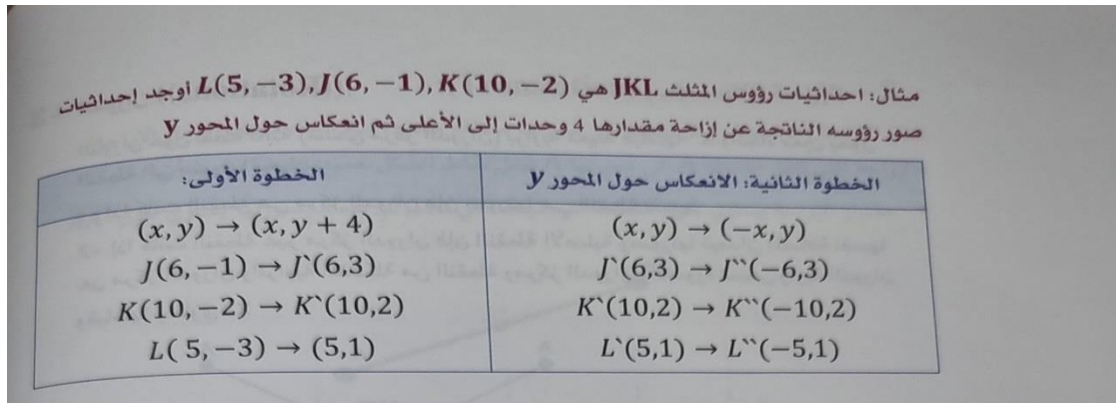 مثال: احداثيات رؤوس المثلث JKL هي L(5, −3), J(6, −1), K(10, −2) أوجد إحداثيات
صور رؤوسه الناتجة عن إزاحة مقدارها 4 وحدات إلى الأعلى ثم انعكاس حول المحور y
الخطوة الأولى:
(x, y) → (x, y + 4)
J(6, −1) → J`(6,3)
K(10, −2) → K`(10,2)
L( 5, −3) → (5,1)
الخطوة الثانية: الانعكاس حول المحور y
(x, y) → (−x, y)
J`(6,3) → J``(−6,3)
K`(10,2) → K``(−10,2)
L`(5,1) → L``(−5,1)